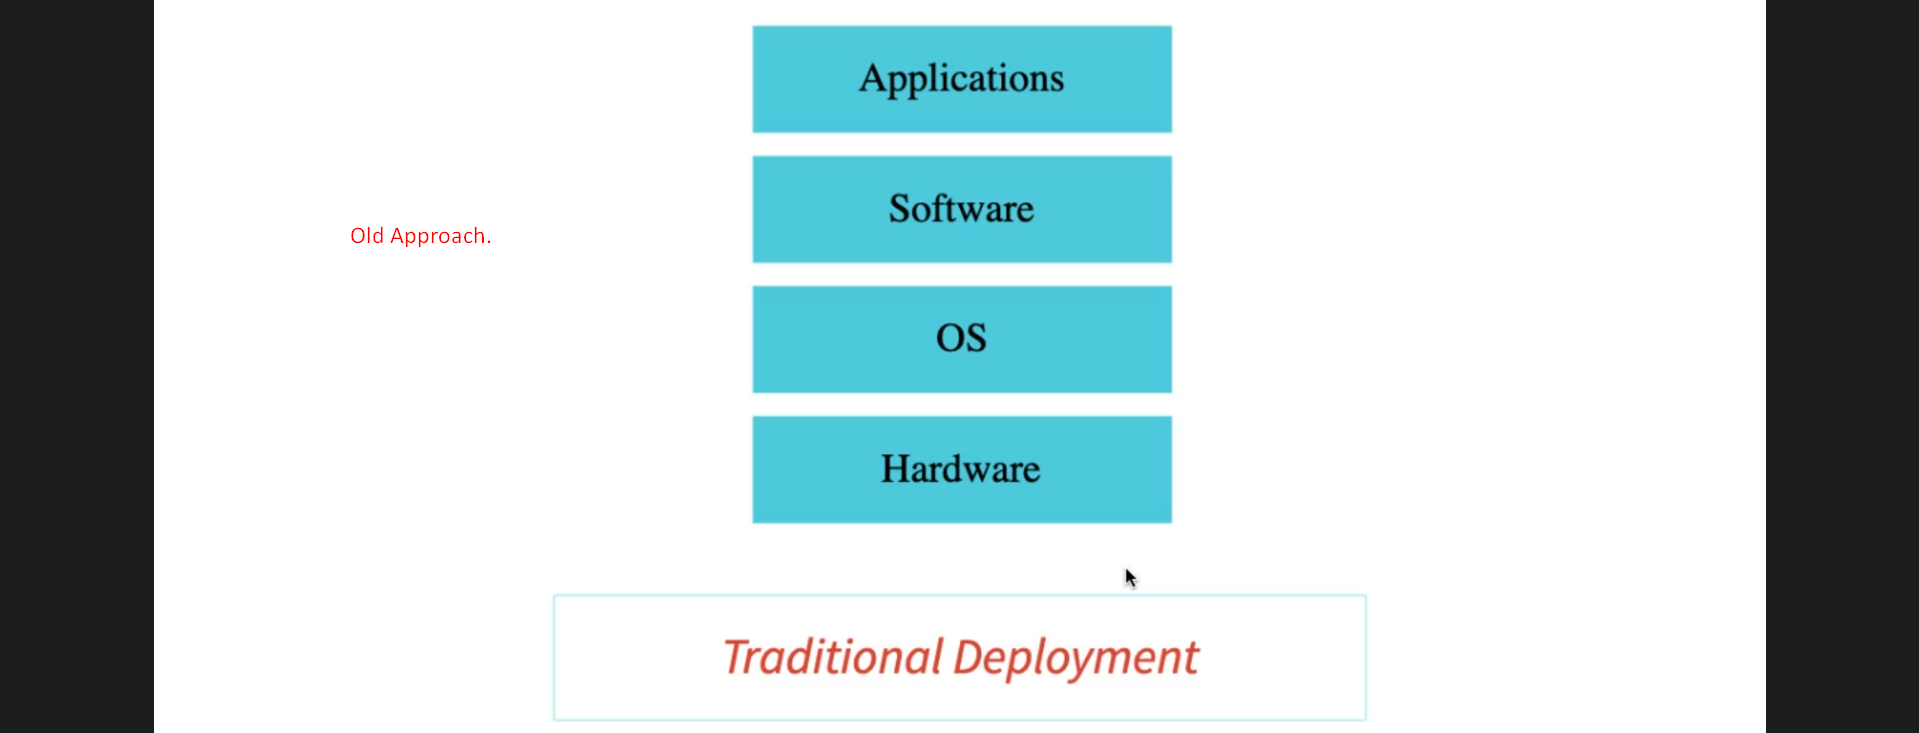 Applications
Software
Old Approach.
OS
Hardware
Traditional Deployment